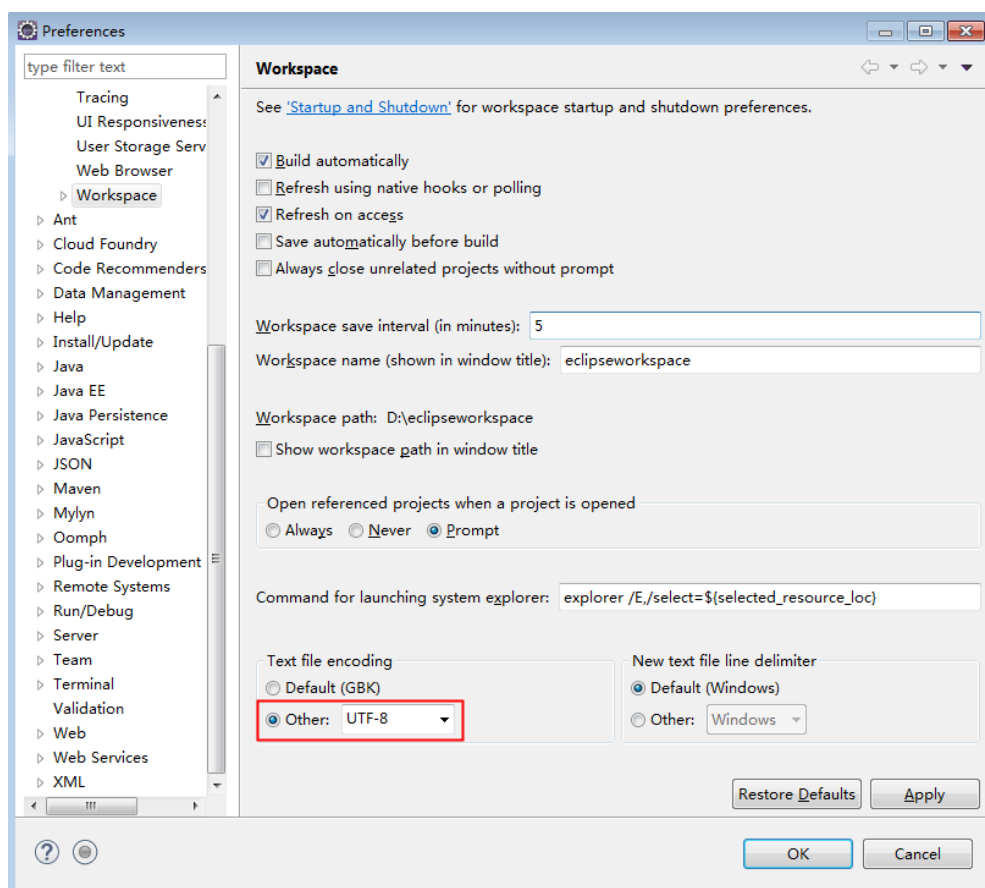 Preferences
type filter text
Tracing
UI Responsiveness
User Storage Serv
Web Browser
Workspace
Ant
Cloud Foundry
Code Recommenders
Data Management
Help
Install/Update
Java
Java EE
Java Persistence
JavaScript
JSON
Maven
Mylyn
Oomph
Plug-in Development
Remote Systems
Run/Debug
Server
Team
Terminal
Validation
Web
Web Services
XML
Workspace
See 'Startup and Shutdown' for workspace startup and shutdown preferences.
Build automatically
Refresh using native hooks or polling
Refresh on access
Save automatically before build
Always close unrelated projects without prompt
Workspace save interval (in minutes): 5
Workspace name (shown in window title): eclipseworkspace
Workspace path: D:\eclipseworkspace
Show workspace path in window title
Open referenced projects when a project is opened
Always Never Prompt
Command for launching system explorer: explorer /E,/select=${selected_resource_loc}
Text file encoding
Default (GBK)
Other: UTF-8
New text file line delimiter
Default (Windows)
Other: Windows
Restore Defaults Apply
OK Cancel